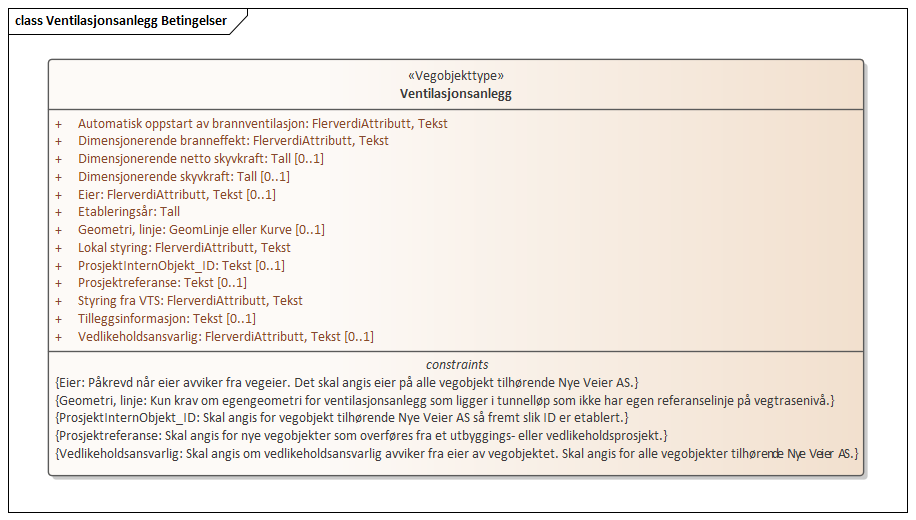 class Ventilasjonsanlegg Betingelser
«Vegobjekttype»
Ventilasjonsanlegg
+ Automatisk oppstart av brannventilasjon: FlerverdiAttributt, Tekst
+ Dimensjonerende branneffekt: FlerverdiAttributt, Tekst
+ Dimensjonerende netto skyvkraft: Tall [0..1]
+ Dimensjonerende skyvkraft: Tall [0..1]
+ Eier: FlerverdiAttributt, Tekst [0..1]
+ Etableringsår: Tall
+ Geometri, linje: GeomLinje eller Kurve [0..1]
+ Lokal styring: FlerverdiAttributt, Tekst
+ ProsjektInternObjekt_ID: Tekst [0..1]
+ Prosjektreferanse: Tekst [0..1]
+ Styring fra VTS: FlerverdiAttributt, Tekst
+ Tilleggsinformasjon: Tekst [0..1]
+ Vedlikeholdsansvarlig: FlerverdiAttributt, Tekst [0..1]
constraints
{Eier: Påkrevd når eier avviker fra vegeier. Det skal angis eier på alle vegobjekt tilhørende Nye Veier AS.}
{Geometri, linje: Kun krav om egengeometri for ventilasjonsanlegg som ligger i tunnelløp som ikke har egen referanselinje på vegtrasenivå.}
{ProsjektInternObjekt_ID: Skal angis for vegobjekt tilhørende Nye Veier AS så fremt slik ID er etablert.}
{Prosjektreferanse: Skal angis for nye vegobjekter som overføres fra et utbyggings- eller vedlikeholdsprosjekt.}
{Vedlikeholdsansvarlig: Skal angis om vedlikeholdsansvarlig avviker fra eier av vegobjektet. Skal angis for alle vegobjekter tilhørende Nye Veier AS.}